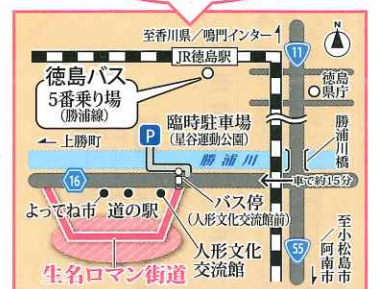 至香川県／鳴門インター
N
11
JR徳島駅
徳島バス
5番乗り場
(勝浦線)
徳島
県庁
臨時駐車場
(星谷運動公園)
P
上勝町
勝浦川
勝浦川橋
16
バス停
(人形文化交流館前)
車で約15分
よってね市
道の駅
人形文化
交流館
生名ロマン街道
55
至小松島市
／阿南市